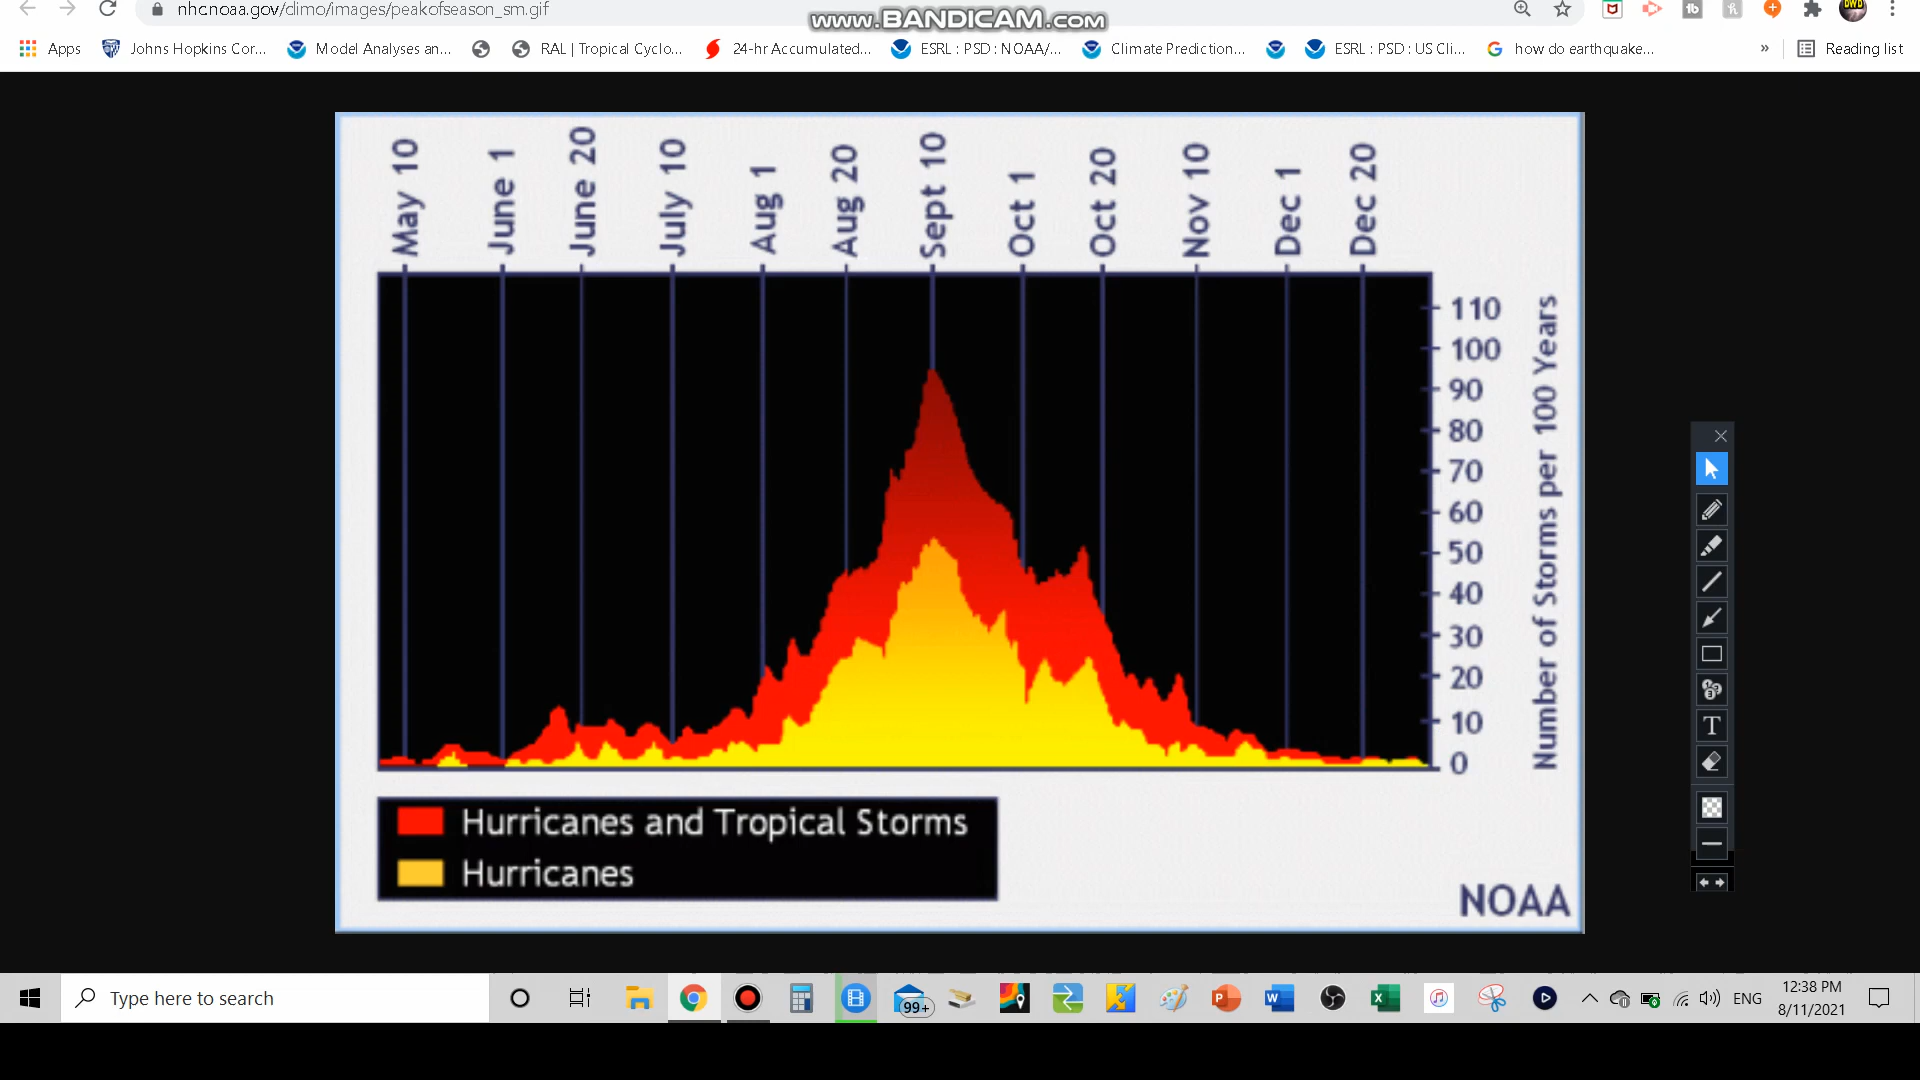 nhc.noaa.gov/climo/images/peakofseason_sm.gif
www.BANDICAM.com
Apps
Johns Hopkins Cor...
Model Analyses an...
RAL | Tropical Cyclo...
24-hr Accumulated...
ESRL : PSD : NOAA/...
Climate Prediction...
ESRL : PSD : US Cli...
how do earthquake...
»
Reading list
May 10
June 1
June 20
July 10
Aug 1
Aug 20
Sept 10
Oct 1
Oct 20
Nov 10
Dec 1
Dec 20
110
100
90
80
70
60
50
40
30
20
10
0
Number of Storms per 100 Years
Hurricanes and Tropical Storms
Hurricanes
NOAA
T
Type here to search
99+
ENG
12:38 PM
8/11/2021